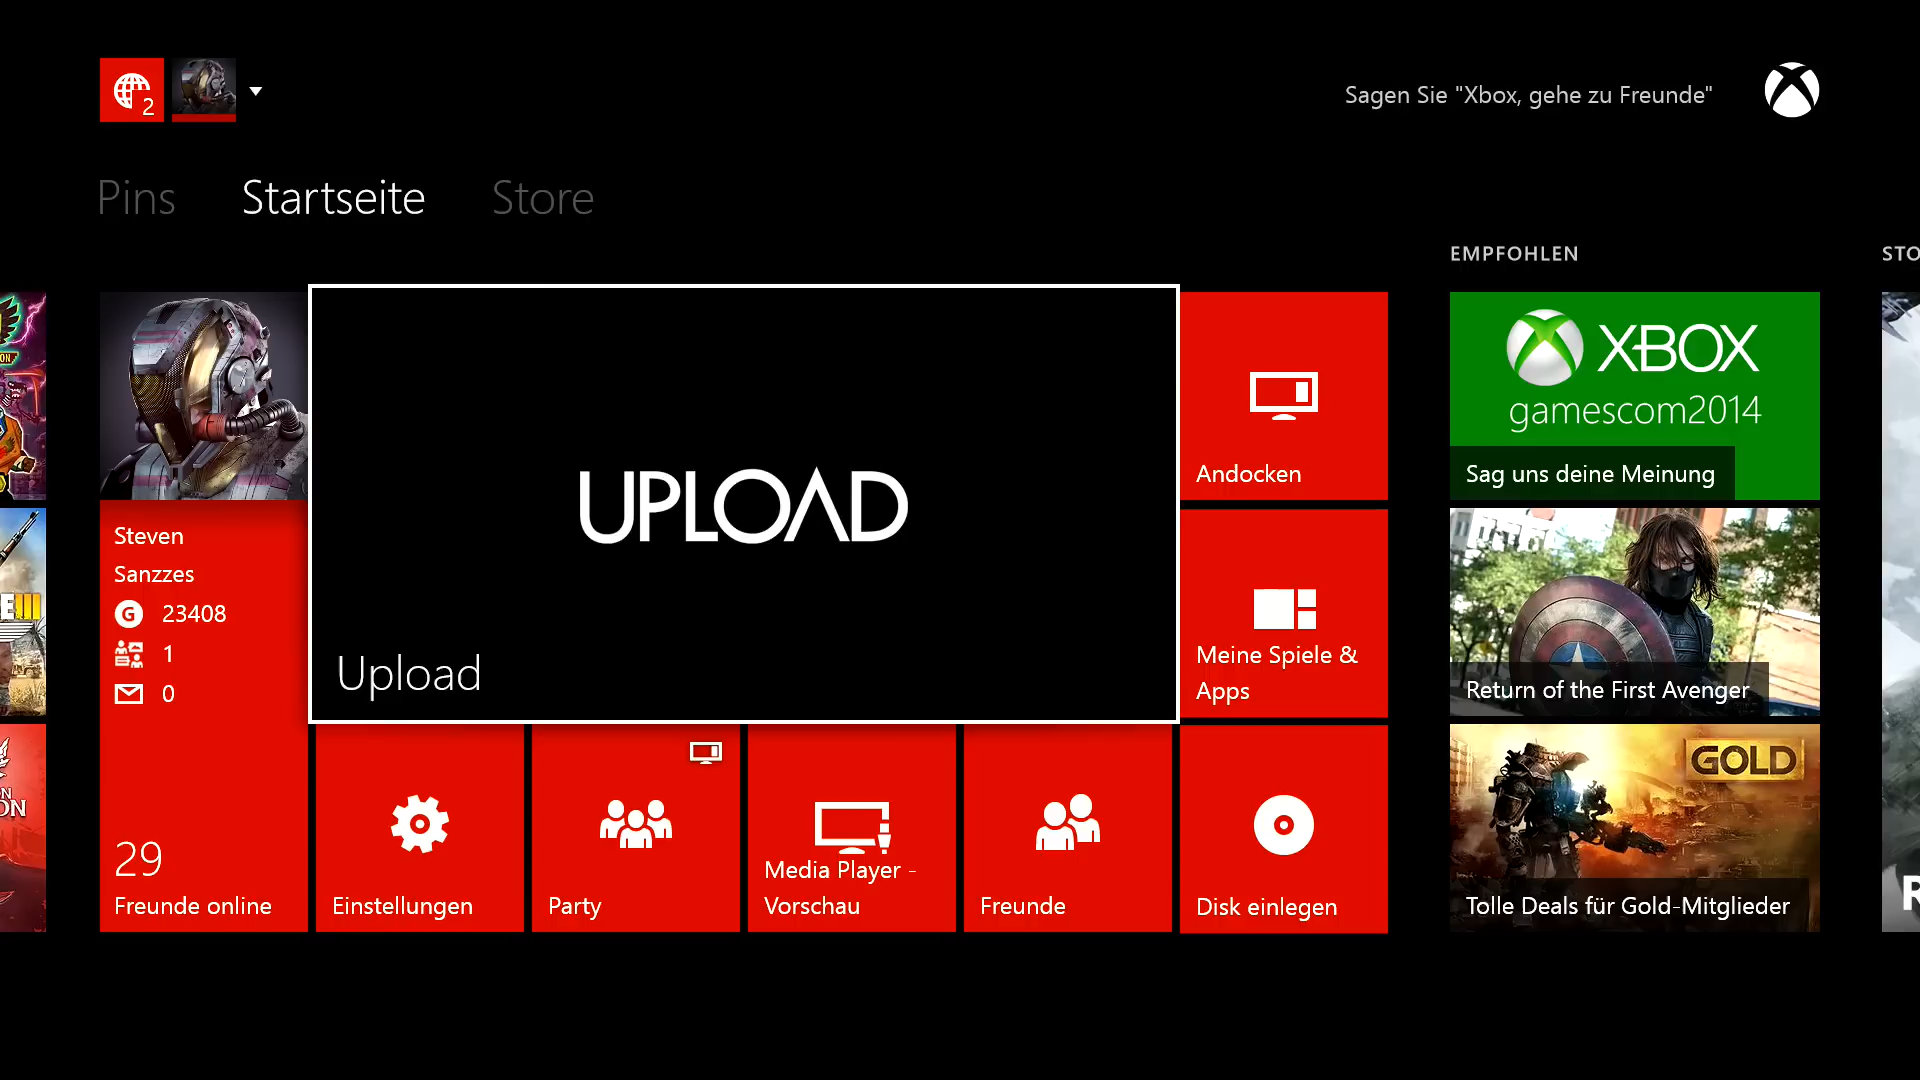 2
Sagen Sie "Xbox, gehe zu Freunde"
Pins
Startseite
Store
EMPFOHLEN
STO
UPLOAD
Upload
Andocken
XBOX
gamescom2014
Sag uns deine Meinung
Steven
Sanzzes
G 23408
1
0
Meine Spiele &
Apps
Return of the First Avenger
GOLD
29
Freunde online
Einstellungen
Party
Media Player -
Vorschau
Freunde
Disk einlegen
Tolle Deals für Gold-Mitglieder